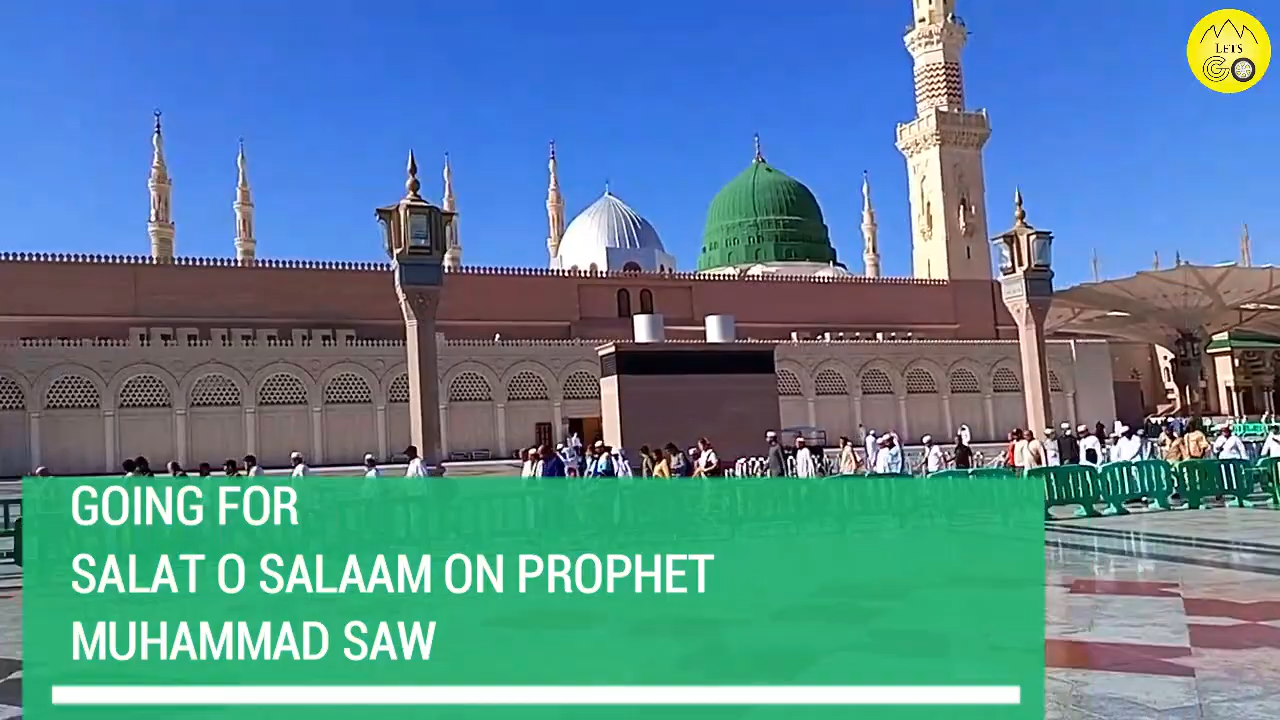 LETS
GO
GOING FOR
SALAT O SALAAM ON PROPHET
MUHAMMAD SAW